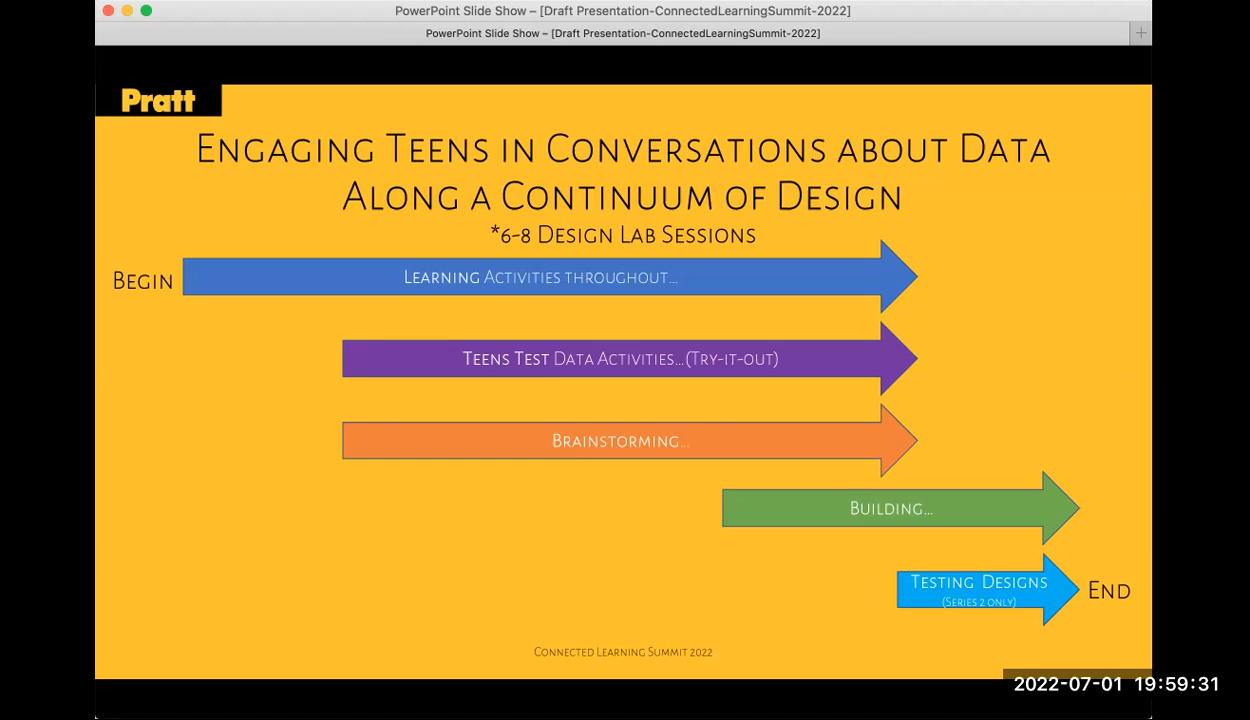 PowerPoint Slide Show – [Draft Presentation-ConnectedLearningSummit-2022]
PowerPoint Slide Show – [Draft Presentation-ConnectedLearningSummit-2022]
Pratt
Engaging Teens in Conversations about Data
Along a Continuum of Design
*6-8 Design Lab Sessions
Begin
Learning Activities throughout...
Teens Test Data Activities...(Try-it-out)
Brainstorming...
Building...
Testing Designs
(Series 2 only)
End
Connected Learning Summit 2022
2022-07-01 19:59:31